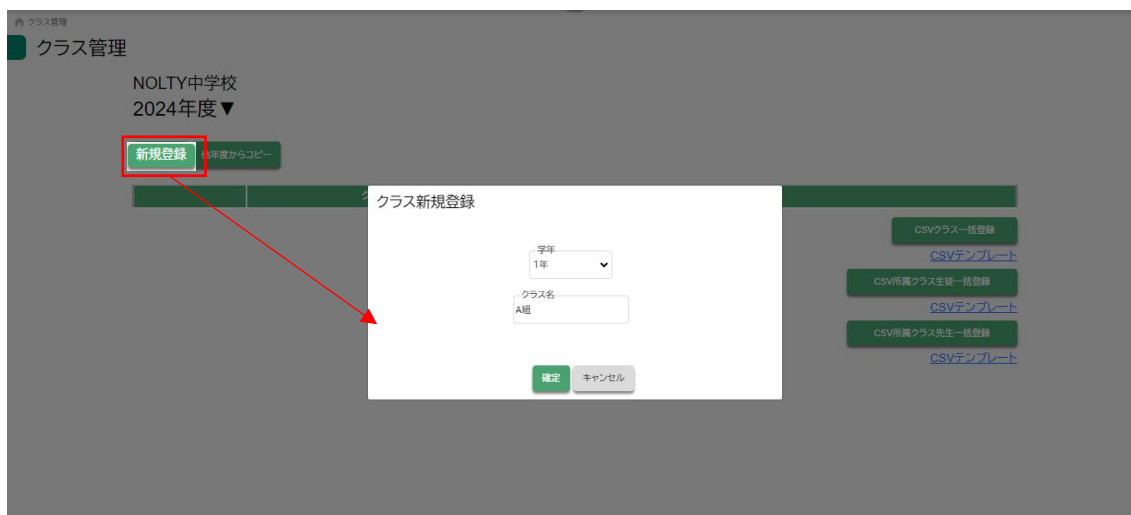 クラス管理
クラス管理
NOLTY中学校
2024年度▼
新規登録
他年度からコピー
クラス新規登録
学年
1年
クラス名
A組
確定
キャンセル
CSVクラス一括登録
CSVテンプレート
CSV所属クラス生徒一括登録
CSVテンプレート
CSV所属クラス先生一括登録
CSVテンプレート